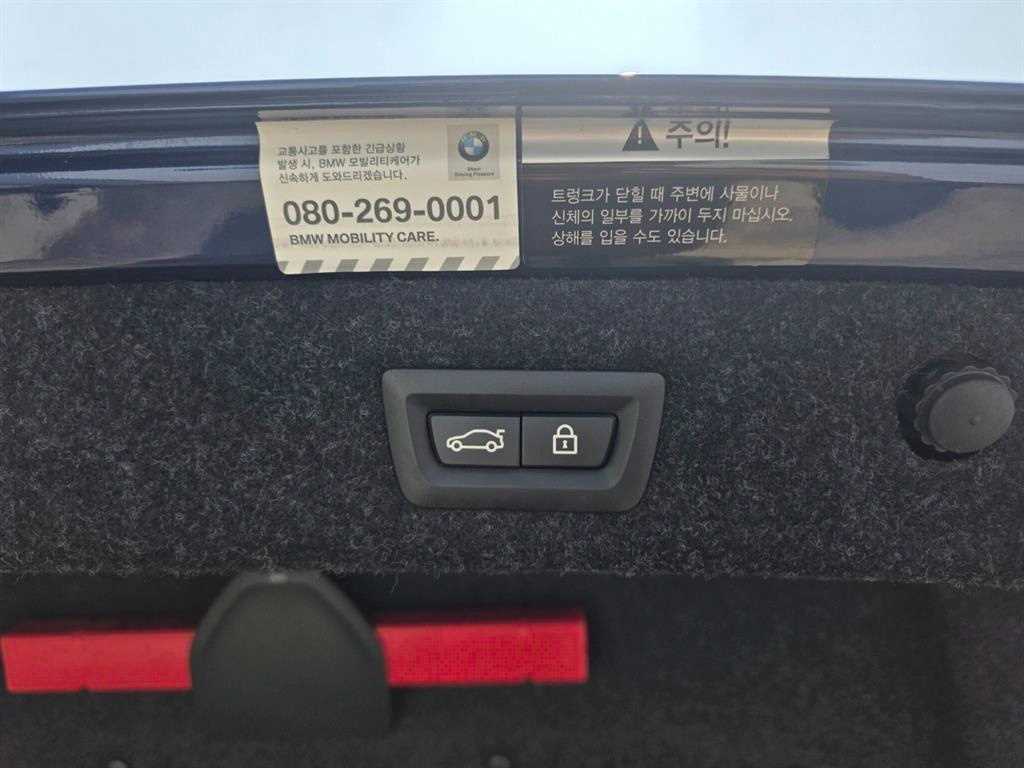 교통사고를 포함한 긴급상황
발생 시, BMW 모빌리티케어가
신속하게 도와드리겠습니다.
Sheer
Driving Pleasure
080-269-0001
BMW MOBILITY CARE.
주의!
트렁크가 닫힐 때 주변에 사물이나
신체의 일부를 가까이 두지 마십시오.
상해를 입을 수도 있습니다.